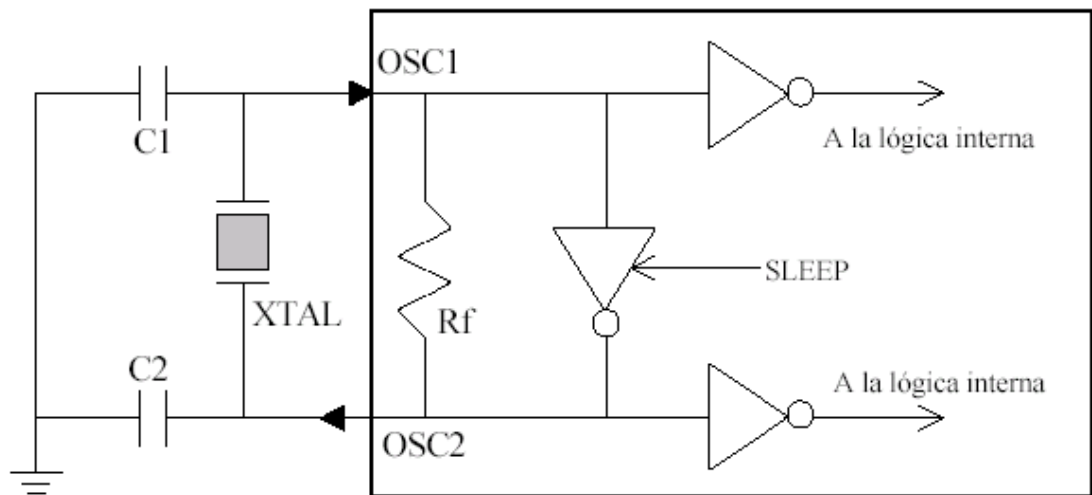 OSC1
C1
A la lógica interna
SLEEP
XTAL
Rf
C2
A la lógica interna
OSC2